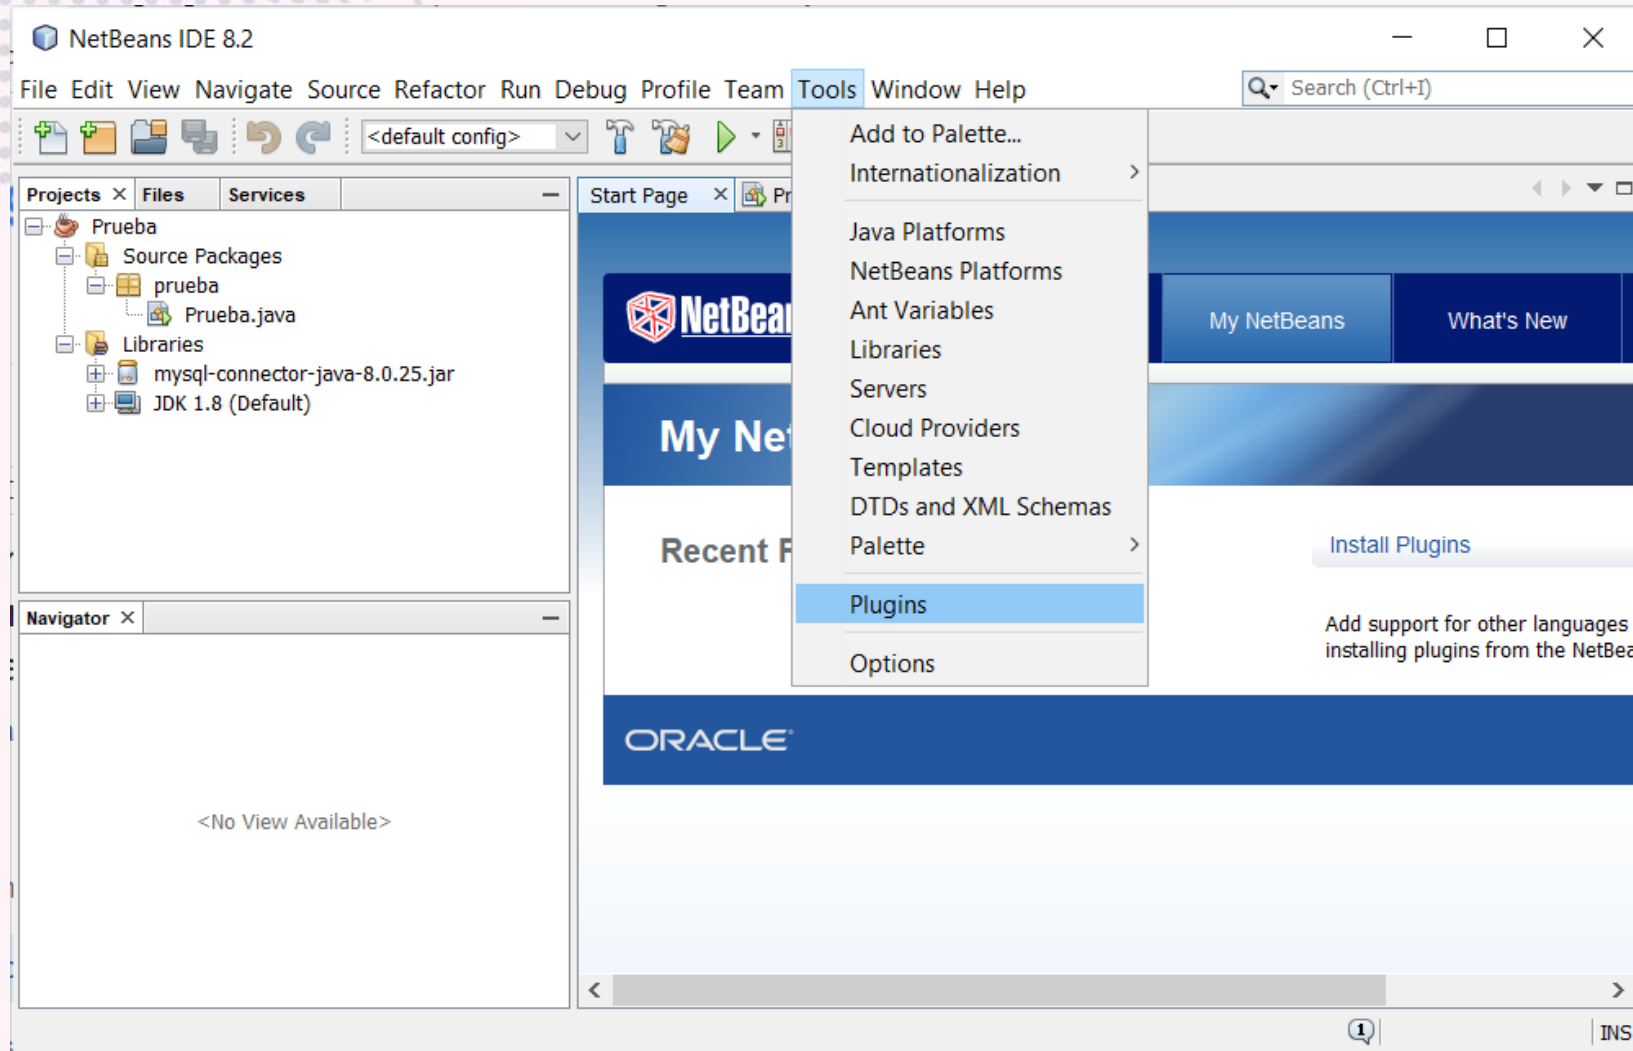 NetBeans IDE 8.2
File Edit View Navigate Source Refactor Run Debug Profile Team Tools Window Help
Search (Ctrl+I)
<default config>
Projects Files Services
Prueba
Source Packages
prueba
Prueba.java
Libraries
mysql-connector-java-8.0.25.jar
JDK 1.8 (Default)
Navigator
<No View Available>
Add to Palette...
Internationalization
Java Platforms
NetBeans Platforms
Ant Variables
Libraries
Servers
Cloud Providers
Templates
DTDs and XML Schemas
Palette
Plugins
Options
Start Page Pr
NetBea
My NetBeans What's New
My Net
Recent
Install Plugins
Add support for other languages
installing plugins from the NetBea
ORACLE
1 INS